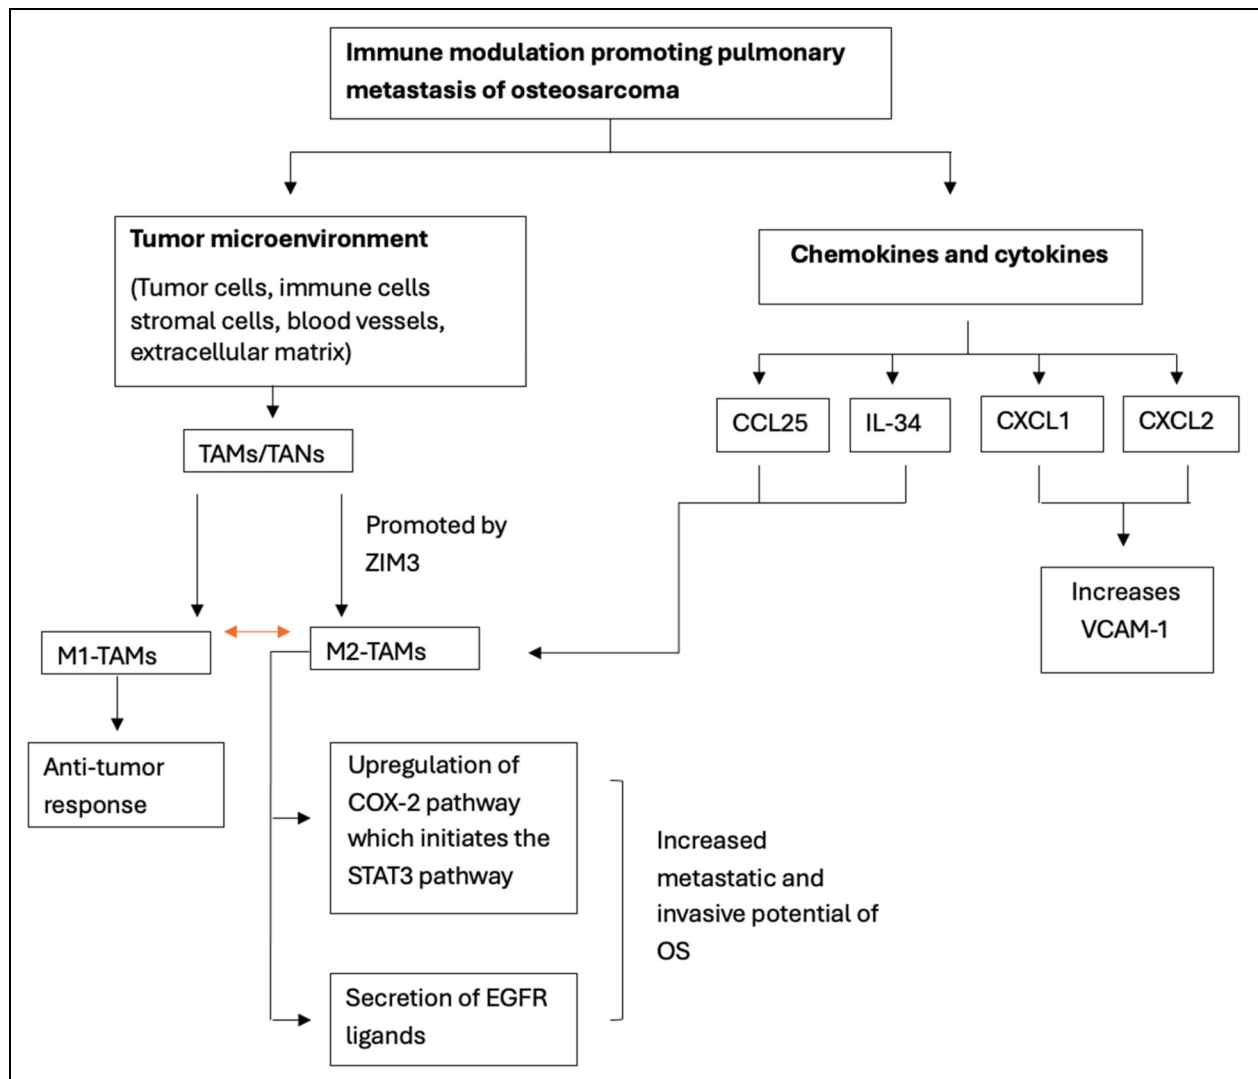 Immune modulation promoting pulmonary
metastasis of osteosarcoma
Tumor microenvironment
(Tumor cells, immune cells
stromal cells, blood vessels,
extracellular matrix)
Chemokines and cytokines
CCL25
IL-34
CXCL1
CXCL2
TAMs/TANs
Promoted by
ZIM3
Increases
VCAM-1
M1-TAMs
M2-TAMs
Anti-tumor
response
Upregulation of
COX-2 pathway
which initiates the
STAT3 pathway
Increased
metastatic and
invasive potential of
OS
Secretion of EGFR
ligands